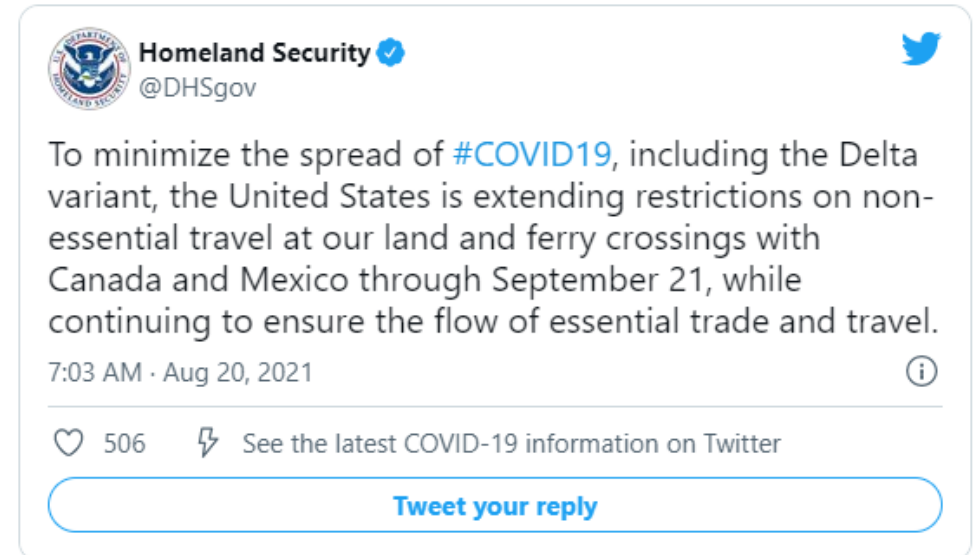 Homeland Security
@DHSgov
To minimize the spread of #COVID19, including the Delta
variant, the United States is extending restrictions on non-
essential travel at our land and ferry crossings with
Canada and Mexico through September 21, while
continuing to ensure the flow of essential trade and travel.
7:03 AM · Aug 20, 2021
506 See the latest COVID-19 information on Twitter
Tweet your reply